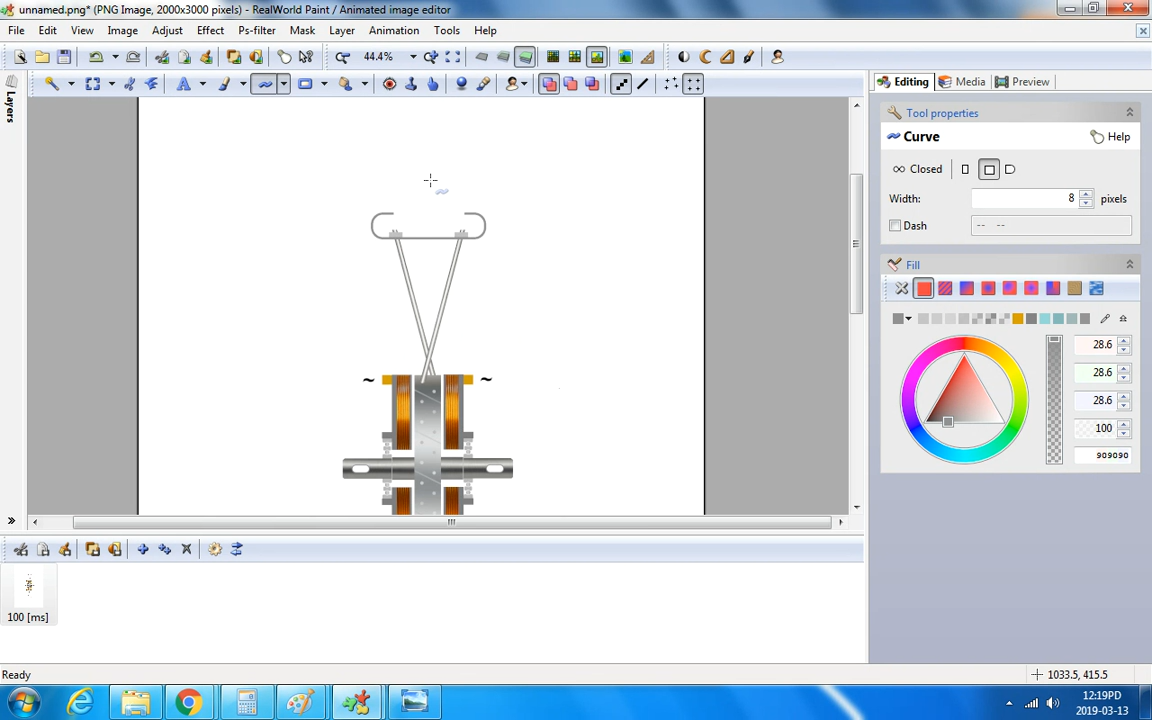 unnamed.png* (PNG Image, 2000x3000 pixels) - RealWorld Paint / Animated image editor
File Edit View Image Adjust Effect Ps-filter Mask Layer Animation Tools Help
44.4%
Layers
Editing Media Preview
Tool properties
Curve Help
Closed
Width: 8 pixels
Dash -- --
Fill
28.6
28.6
28.6
100
909090
~ ~
100 [ms]
Ready 1033.5, 415.5
12:19PD
2019-03-13